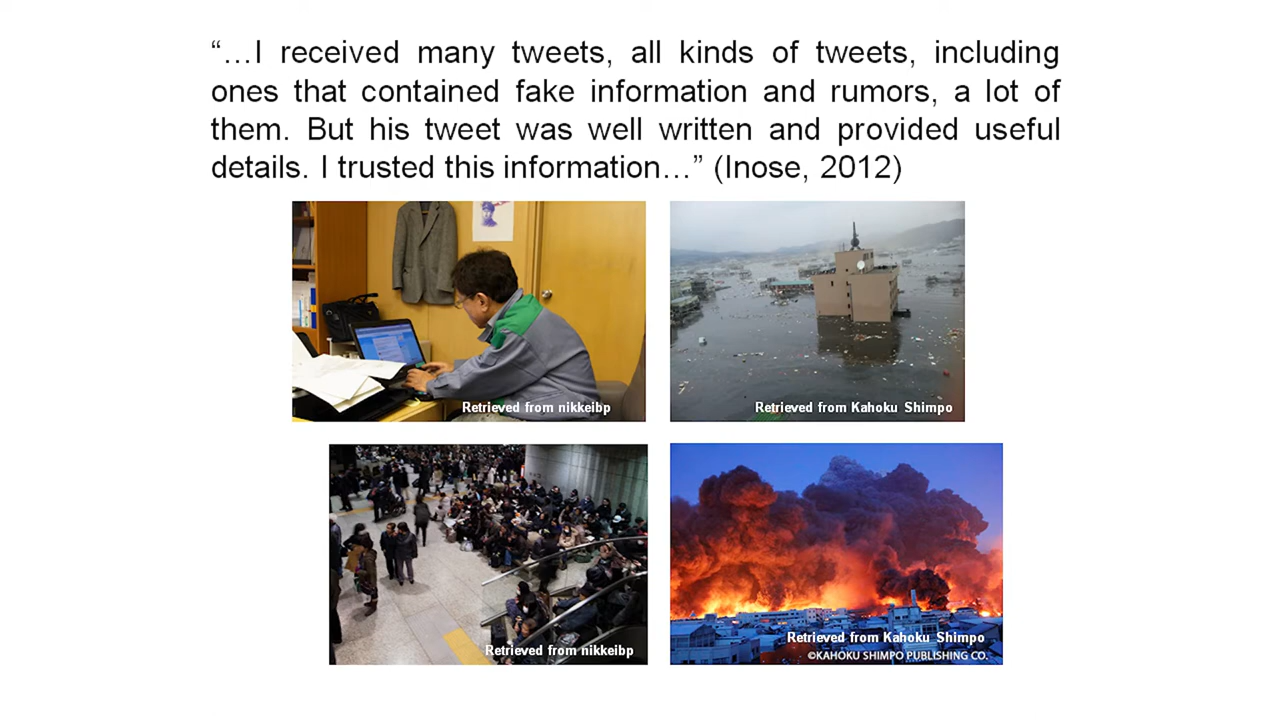 “…I received many tweets, all kinds of tweets, including
ones that contained fake information and rumors, a lot of
them. But his tweet was well written and provided useful
details. I trusted this information…” (Inose, 2012)
Retrieved from nikkeibp
Retrieved from Kahoku Shimpo
Retrieved from nikkeibp
Retrieved from Kahoku Shimpo
©KAHOKU SHIMPO PUBLISHING CO.